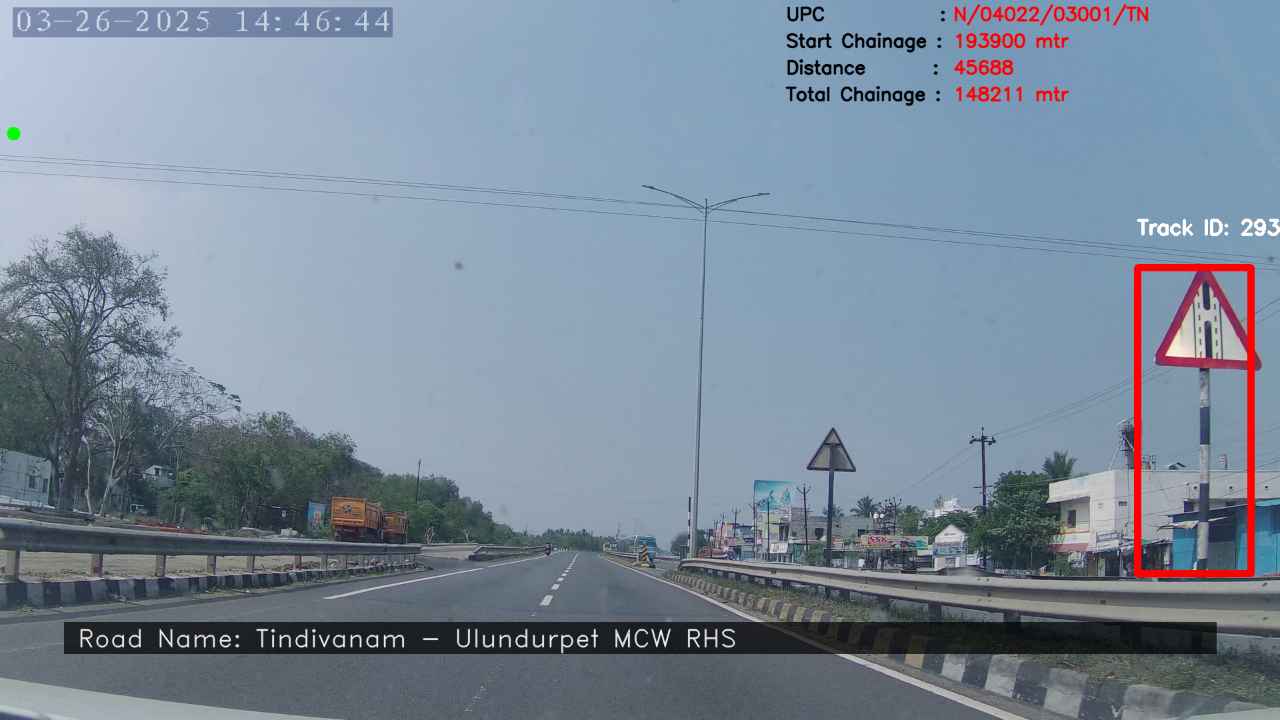 03-26-2025 14:46:44
UPC : N/04022/03001/TN
Start Chainage : 193900 mtr
Distance : 45688
Total Chainage : 148211 mtr
Track ID: 293
Road Name: Tindivanam - Ulundurpet MCW RHS